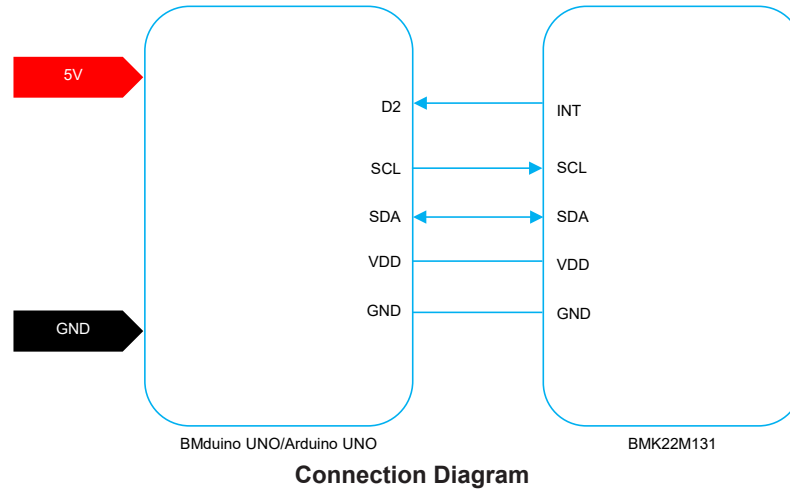 5V
D2
INT
SCL
SCL
SDA
SDA
VDD
VDD
GND
GND
GND
BMduino UNO/Arduino UNO
BMK22M131
Connection Diagram